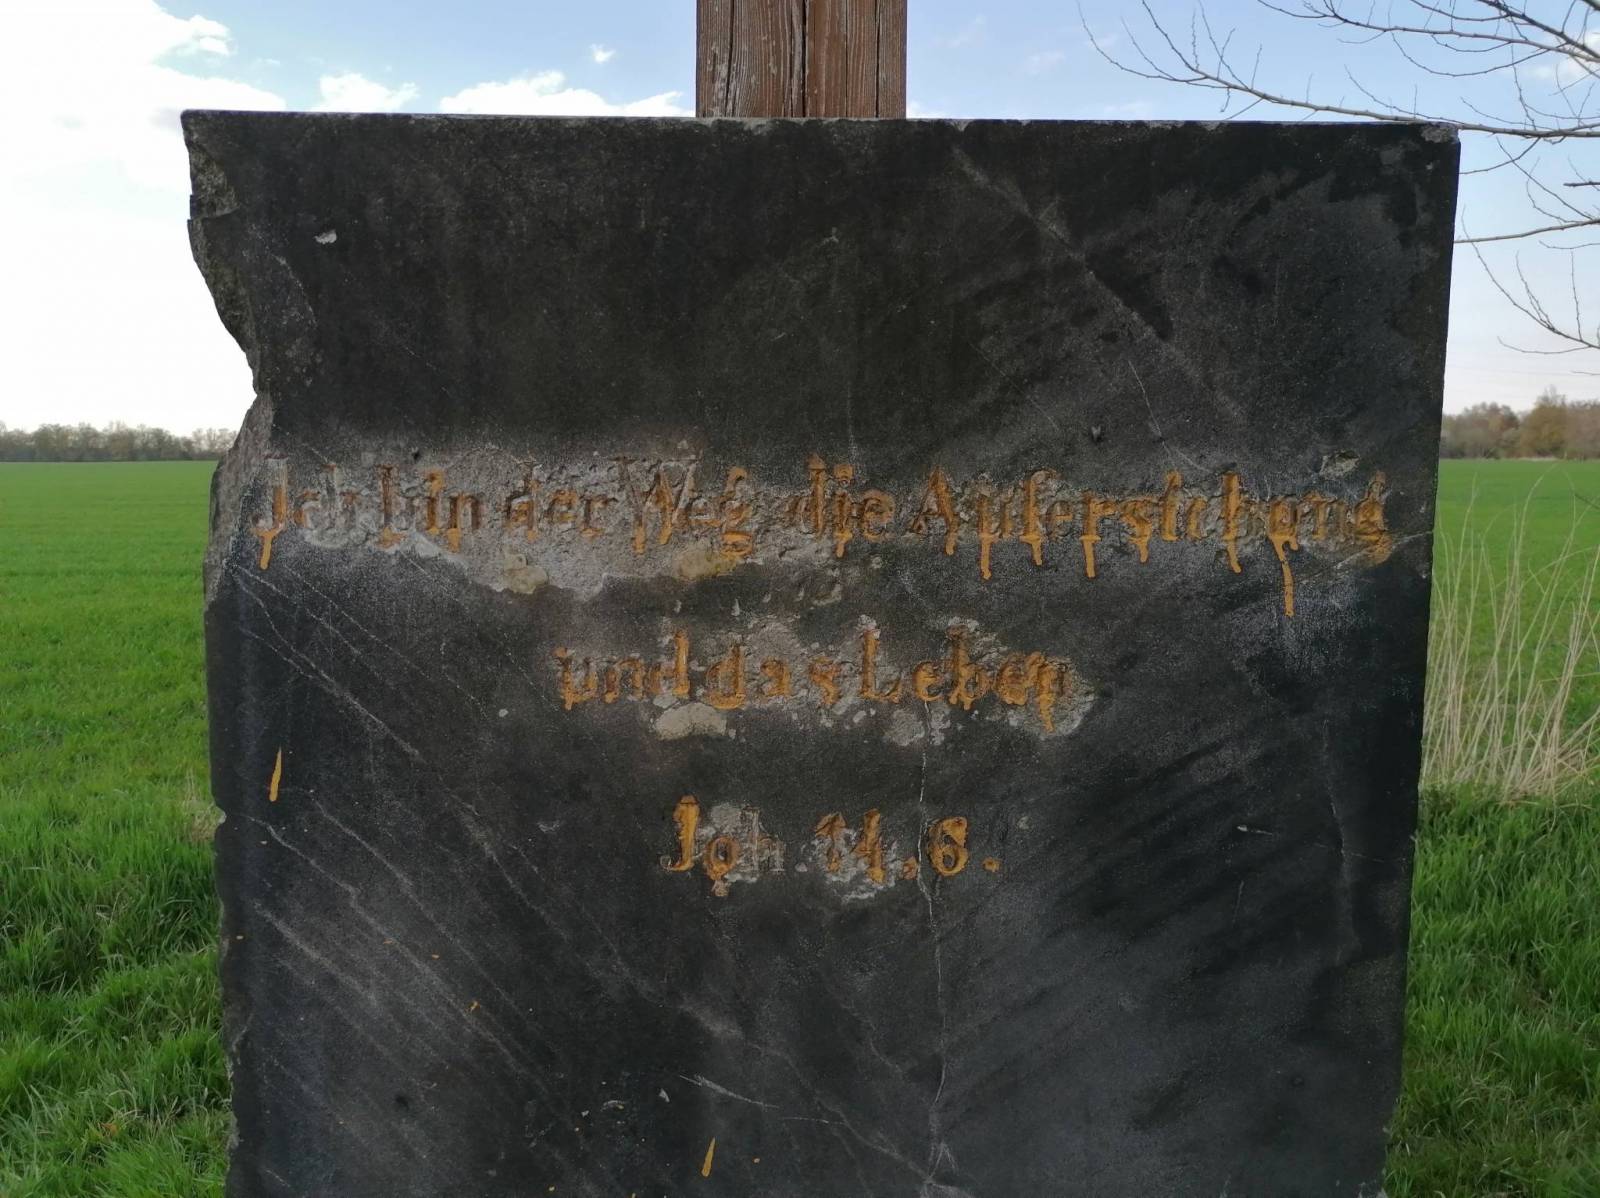 Ich bin der Weg die Auferstehung
und das Leben
Joh. 14,6.